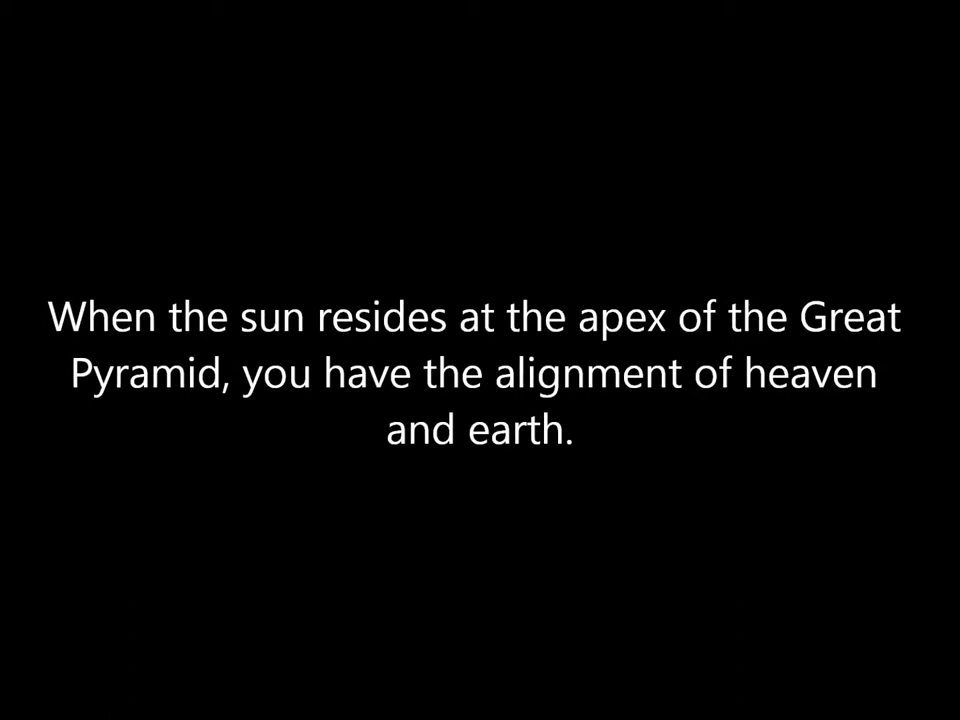 When the sun resides at the apex of the Great
Pyramid, you have the alignment of heaven
and earth.